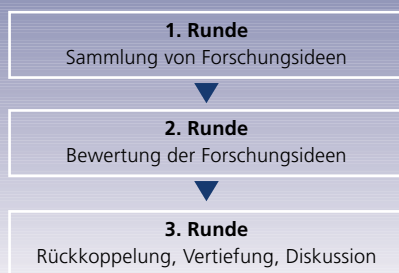 1. Runde
Sammlung von Forschungsideen
2. Runde
Bewertung der Forschungsideen
3. Runde
Rückkoppelung, Vertiefung, Diskussion